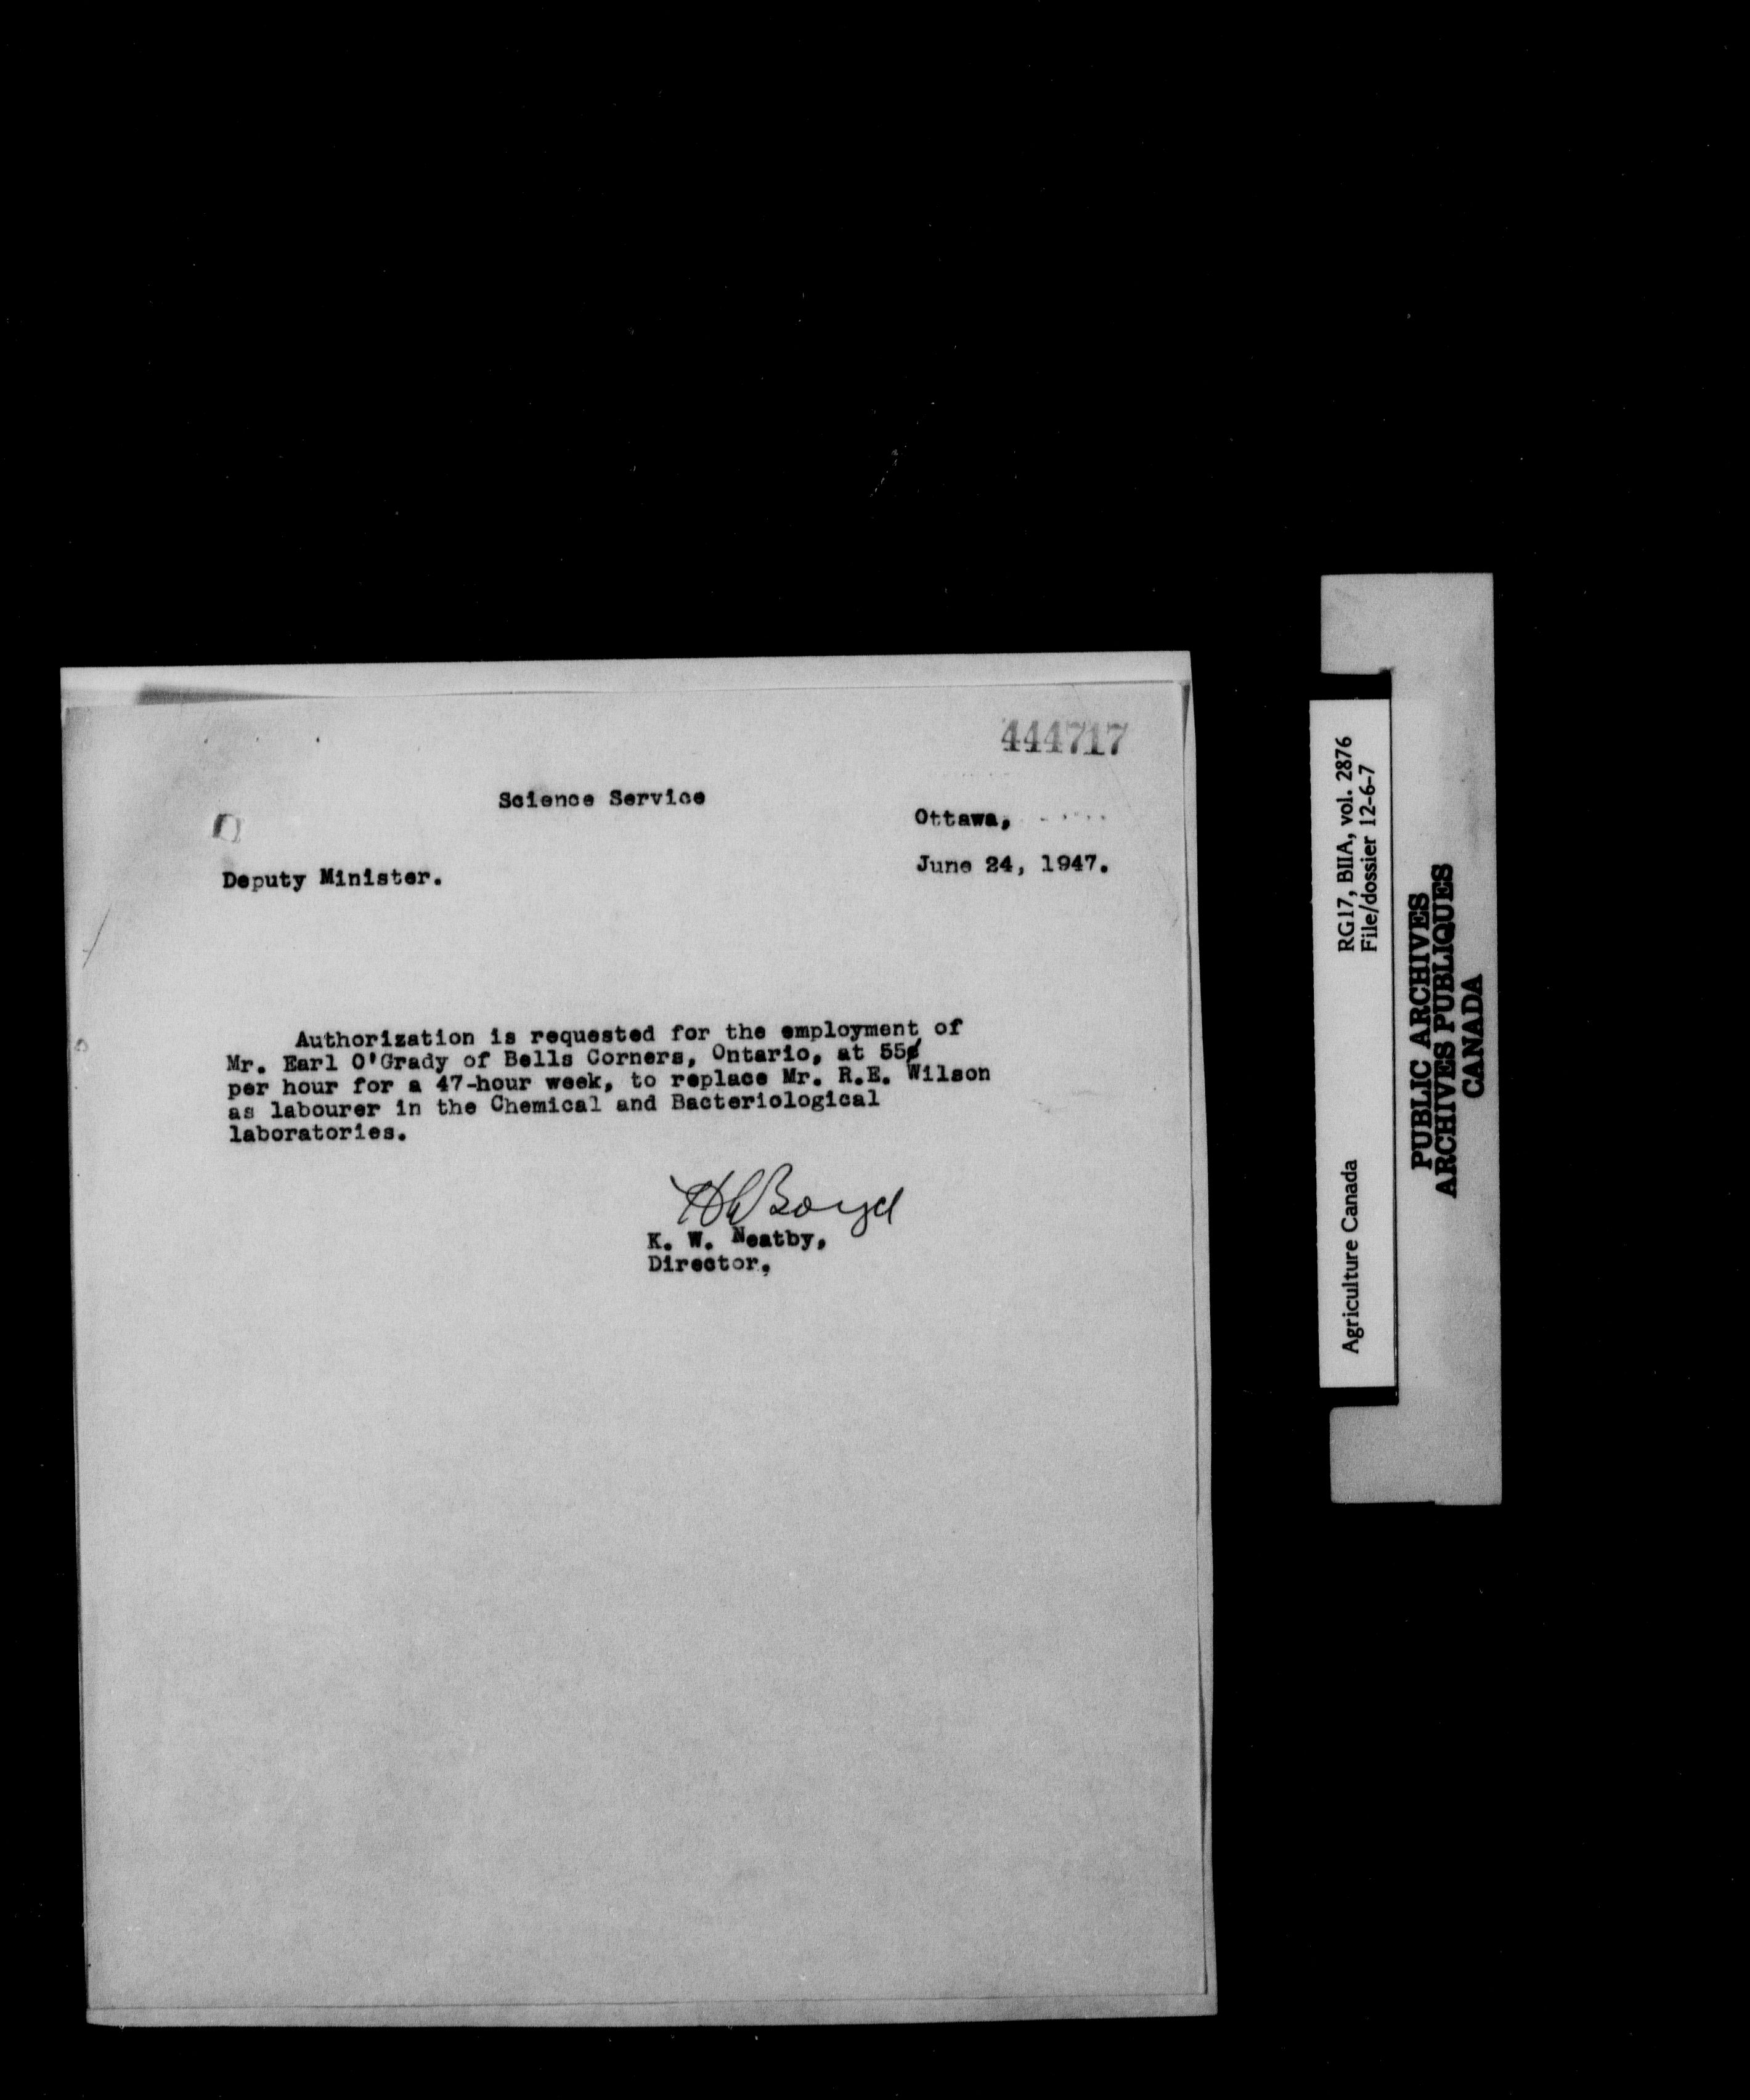 444717
Science Service
Ottawa,
June 24, 1947.
Deputy Minister.
Authorization is requested for the employment of
Mr. Earl O'Grady of Bells Corners, Ontario, at 55¢
per hour for a 47-hour week, to replace Mr. R.E. Wilson
as labourer in the Chemical and Bacteriological
laboratories.
Boyd
K. W. Neatby,
Director.
Agriculture Canada
RG17, BIIA, vol. 2876
File/dossier 12-6-7
PUBLIC ARCHIVES
ARCHIVES PUBLIQUES
CANADA